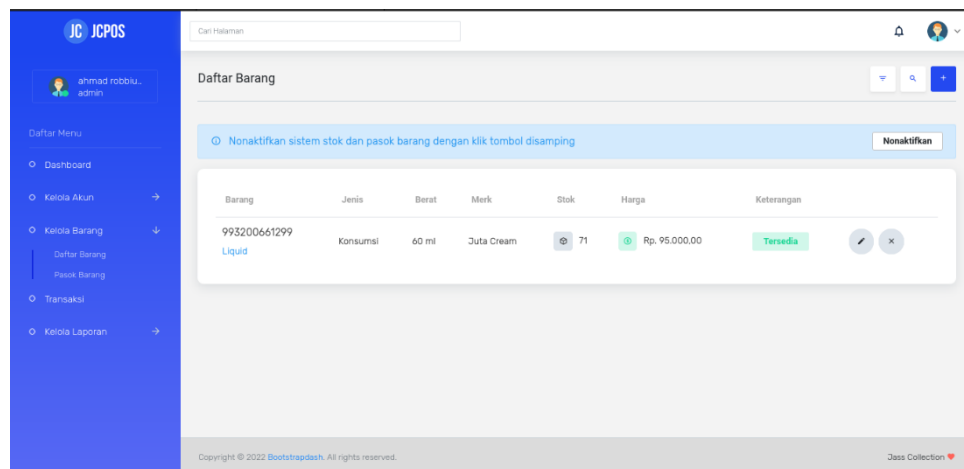 JC JCPOS
Cari Halaman
ahmad robbiu..
admin
Daftar Menu
Dashboard
Kelola Akun
Kelola Barang
Daftar Barang
Pasok Barang
Transaksi
Kelola Laporan
Daftar Barang
Nonaktifkan sistem stok dan pasok barang dengan klik tombol disamping
Nonaktifkan
Barang Jenis Berat Merk Stok Harga Keterangan
993200661299
Liquid
Konsumsi 60 ml Juta Cream 71 Rp. 95.000,00 Tersedia
Copyright © 2022 Bootstrapdash. All rights reserved.
Jass Collection